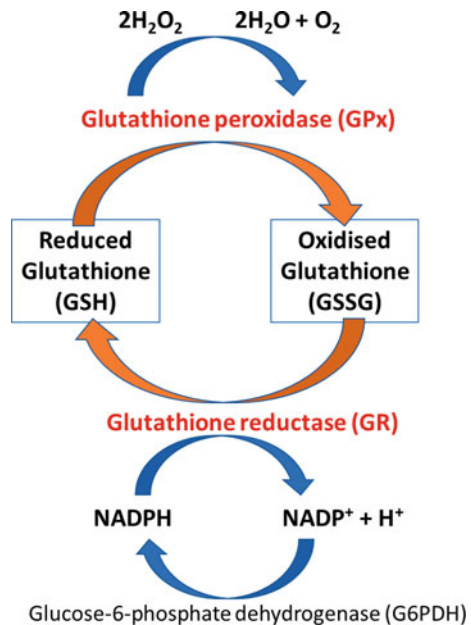 2H₂O₂ 2H₂O + O₂
Glutathione peroxidase (GPx)
Reduced
Glutathione
(GSH)
Oxidised
Glutathione
(GSSG)
Glutathione reductase (GR)
NADPH NADP⁺ + H⁺
Glucose-6-phosphate dehydrogenase (G6PDH)